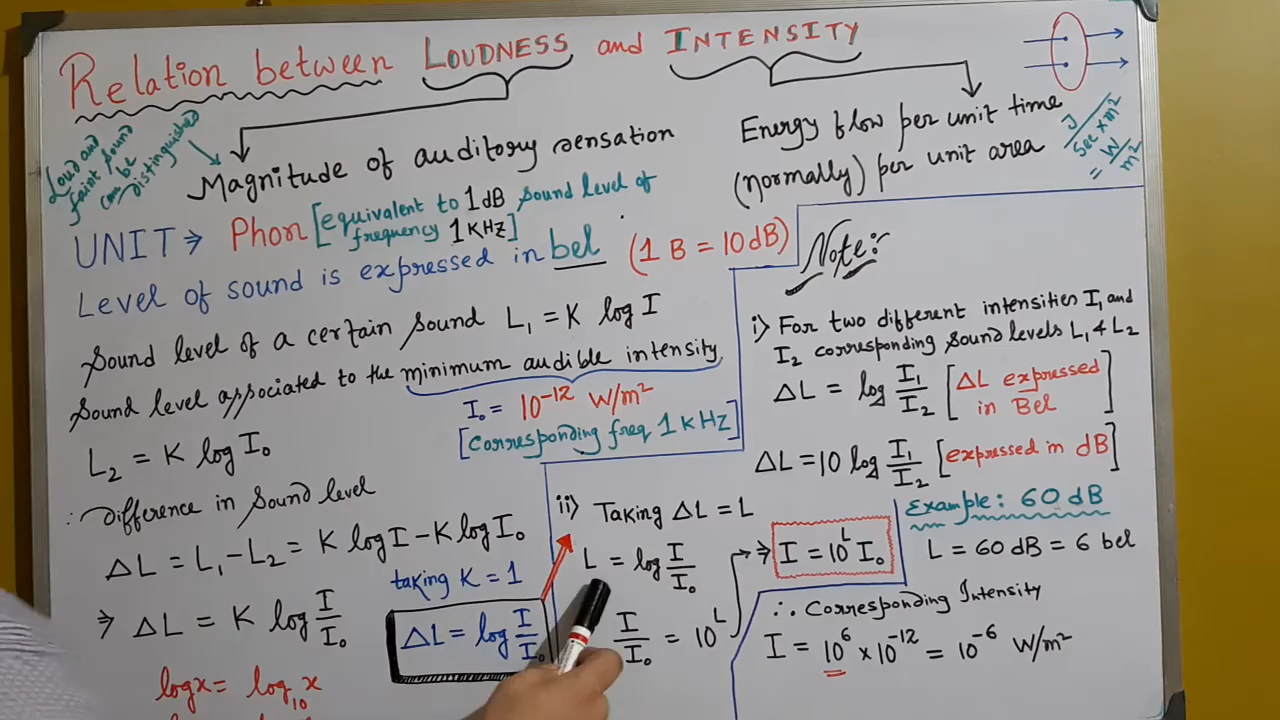 Relation between LOUDNESS and INTENSITY
Loud and
faint sound
can be
distinguished
Magnitude of auditory sensation
Energy flow per unit time
(normally) per unit area
J/Sec × m²
= W/m²
UNIT ⇒ Phon [equivalent to 1dB sound level of
frequency 1KHz]
Level of sound is expressed in bel (1 B = 10 dB)
Sound level of a certain sound L₁ = K log I
Sound level associated to the minimum audible intensity
I₀ = 10⁻¹² W/m²
[Corresponding freq 1KHz]
L₂ = K log I₀
∴ Difference in sound level
ΔL = L₁ - L₂ = K log I - K log I₀
taking K = 1
⇒ ΔL = K log I/I₀
ΔL = log I/I₀
log x = log₁₀ x
Note:
i) For two different intensities I₁ and
I₂ corresponding sound levels L₁ & L₂
ΔL = log I₁/I₂ [ΔL expressed
in Bel]
ΔL = 10 log I₁/I₂ [expressed in dB]
ii) Taking ΔL = L
L = log I/I₀
I/I₀ = 10ᴸ
⇒ I = 10ᴸ I₀
Example: 60 dB
L = 60 dB = 6 bel
∴ Corresponding Intensity
I = 10⁶ × 10⁻¹² = 10⁻⁶ W/m²